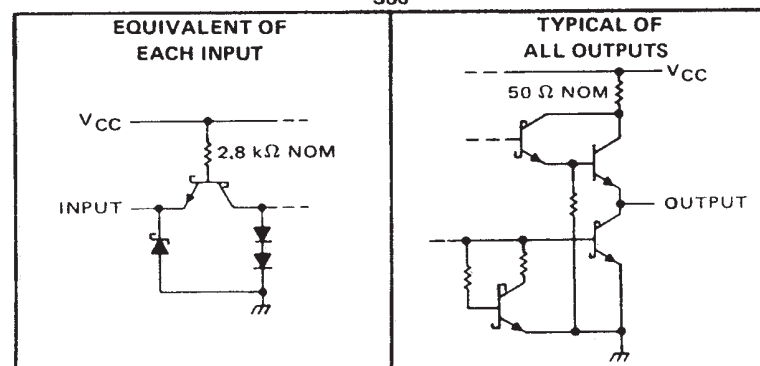 EQUIVALENT OF
EACH INPUT
VCC
2.8 kΩ NOM
INPUT
TYPICAL OF
ALL OUTPUTS
VCC
50 Ω NOM
OUTPUT